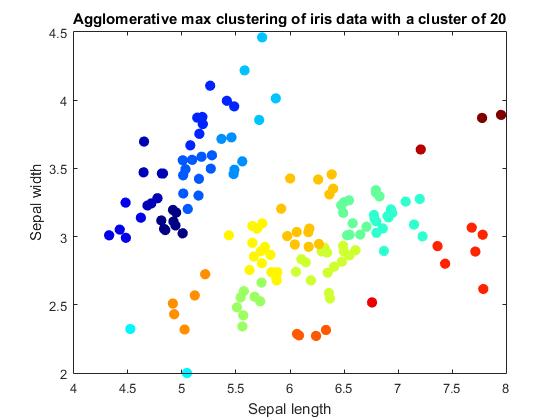 Agglomerative max clustering of iris data with a cluster of 20
4.5
4
3.5
3
2.5
2
Sepal width
4 4.5 5 5.5 6 6.5 7 7.5 8
Sepal length